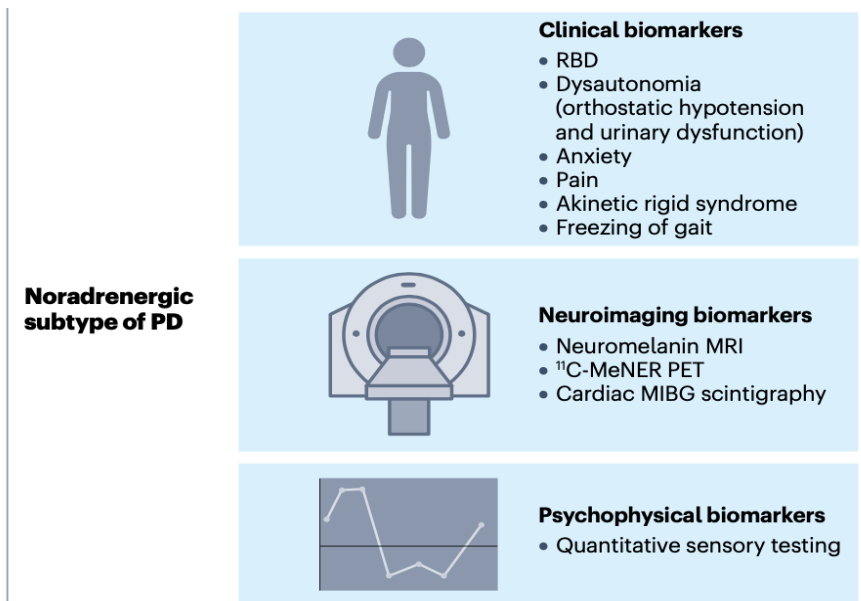 Noradrenergic
subtype of PD
Clinical biomarkers
• RBD
• Dysautonomia
(orthostatic hypotension
and urinary dysfunction)
• Anxiety
• Pain
• Akinetic rigid syndrome
• Freezing of gait
Neuroimaging biomarkers
• Neuromelanin MRI
• ¹¹C-MeNER PET
• Cardiac MIBG scintigraphy
Psychophysical biomarkers
• Quantitative sensory testing